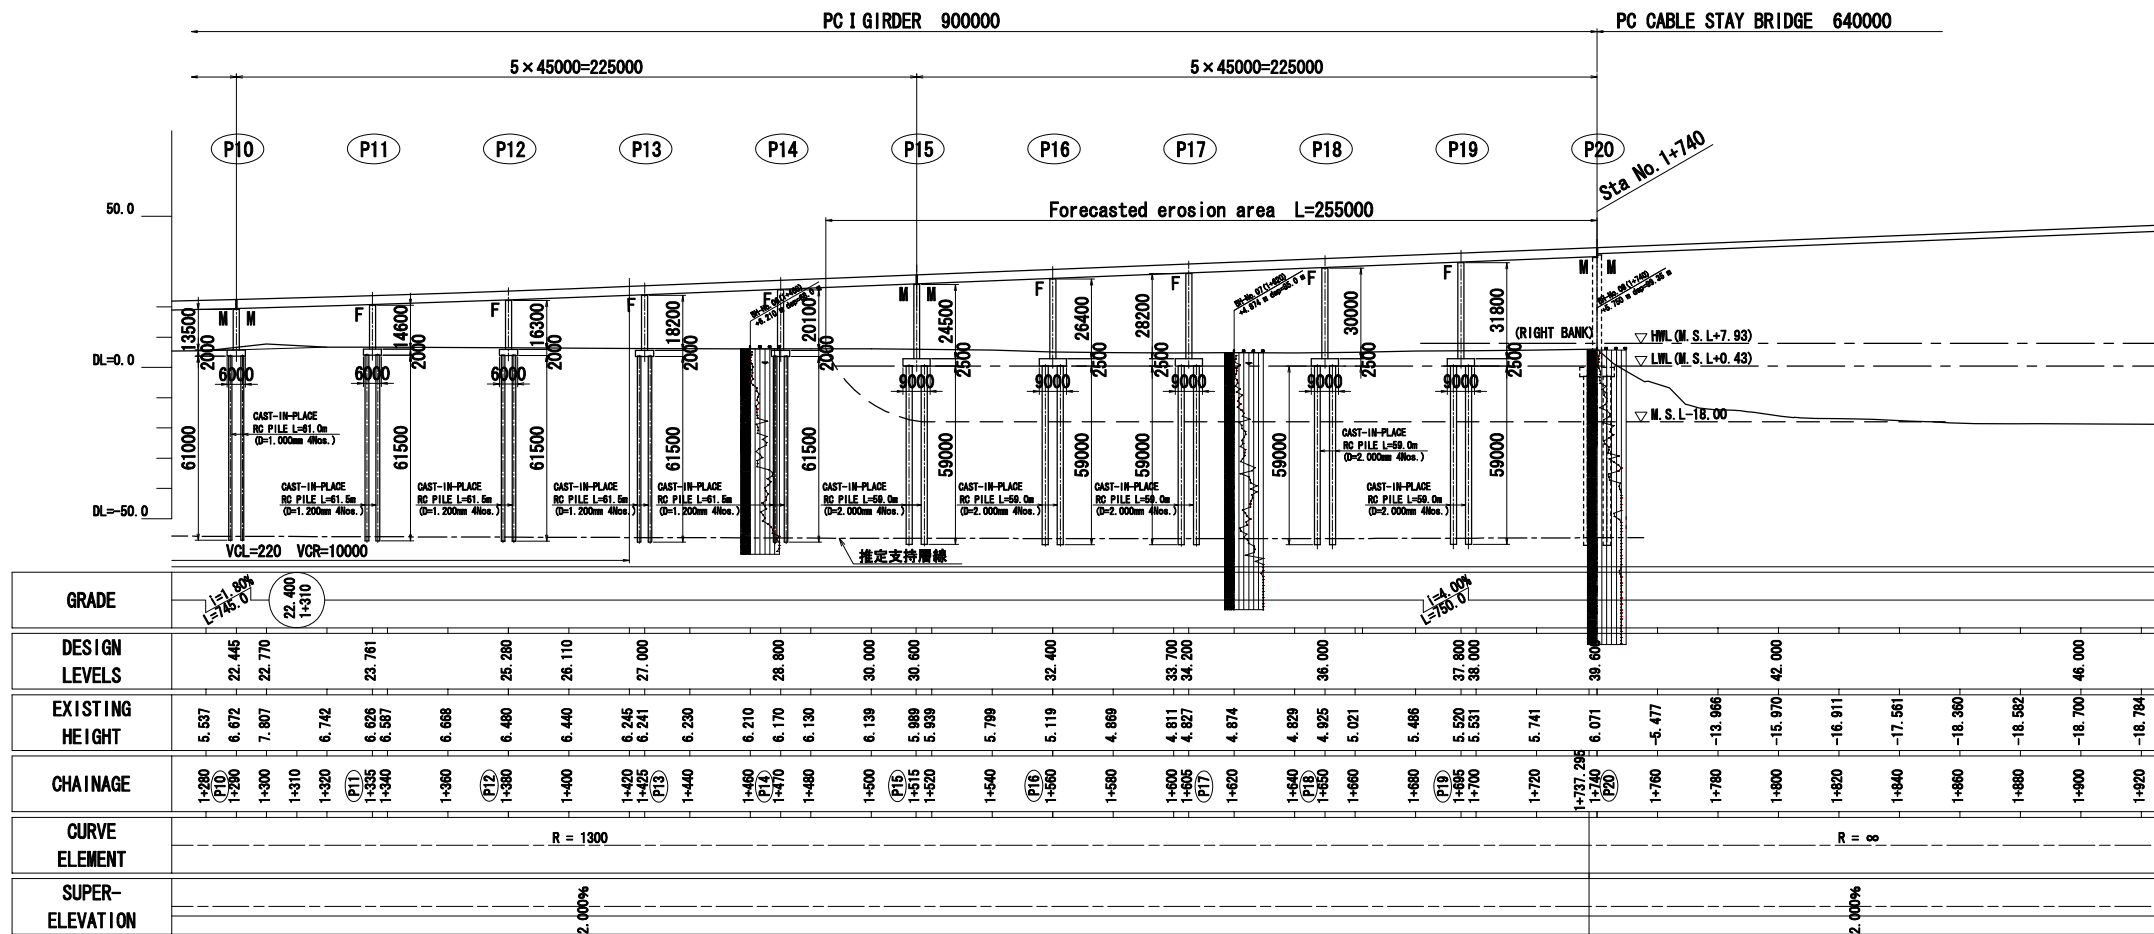 PC I GIRDER 900000
PC CABLE STAY BRIDGE 640000
5×45000=225000
5×45000=225000
P10
P11
P12
P13
P14
P15
P16
P17
P18
P19
P20
Sta No. 1+740
50.0
Forecasted erosion area L=255000
M M
F
F
F
F
M M
F
F
F
F
M M
13500
14600
16300
18200
20100
24500
26400
28200
30000
31800
2000
2000
2000
2000
2000
2500
2500
2500
2500
2500
(RIGHT BANK)
HWL(M.S.L+7.93)
LWL(M.S.L+0.43)
M.S.L-18.00
DL=0.0
6000
6000
6000
9000
9000
9000
9000
9000
61000
61500
61500
61500
61500
59000
59000
59000
59000
59000
CAST-IN-PLACE
RC PILE L=61.0m
(D=1.000mm 4Nos.)
CAST-IN-PLACE
RC PILE L=61.5m
(D=1.200mm 4Nos.)
CAST-IN-PLACE
RC PILE L=61.5m
(D=1.200mm 4Nos.)
CAST-IN-PLACE
RC PILE L=61.5m
(D=1.200mm 4Nos.)
CAST-IN-PLACE
RC PILE L=61.5m
(D=1.200mm 4Nos.)
CAST-IN-PLACE
RC PILE L=59.0m
(D=2.000mm 4Nos.)
CAST-IN-PLACE
RC PILE L=59.0m
(D=2.000mm 4Nos.)
CAST-IN-PLACE
RC PILE L=59.0m
(D=2.000mm 4Nos.)
CAST-IN-PLACE
RC PILE L=59.0m
(D=2.000mm 4Nos.)
CAST-IN-PLACE
RC PILE L=59.0m
(D=2.000mm 4Nos.)
DL=-50.0
VCL=220 VCR=10000
推定支持層線
GRADE
i=1.80%
L=745.0
22.400
1+310
i=4.00%
L=750.0
DESIGN
LEVELS
22.445
22.770
23.761
25.280
26.110
27.000
28.800
30.000
30.600
32.400
33.700
34.200
36.000
37.800
38.000
39.600
42.000
46.000
EXISTING
HEIGHT
5.537
6.672
7.807
6.742
6.626
6.587
6.668
6.480
6.440
6.245
6.241
6.230
6.210
6.170
6.130
6.139
5.989
5.939
5.799
5.119
4.869
4.811
4.827
4.874
4.829
4.925
5.021
5.486
5.520
5.531
5.741
6.071
-5.477
-13.966
-15.970
-16.911
-17.561
-18.360
-18.582
-18.700
-18.784
CHAINAGE
1+280
P10
1+290
1+300
1+310
1+320
P11
1+335
1+340
1+360
P12
1+380
1+400
1+420
1+425
P13
1+440
1+460
P14
1+470
1+480
1+500
P15
1+515
1+520
1+540
P16
1+560
1+580
1+600
1+605
P17
1+620
1+640
P18
1+650
1+660
1+680
P19
1+695
1+700
1+720
1+737.295
1+740
P20
1+760
1+780
1+800
1+820
1+840
1+860
1+880
1+900
1+920
CURVE
ELEMENT
R = 1300
R = ∞
SUPER-
ELEVATION
2.000%
2.000%